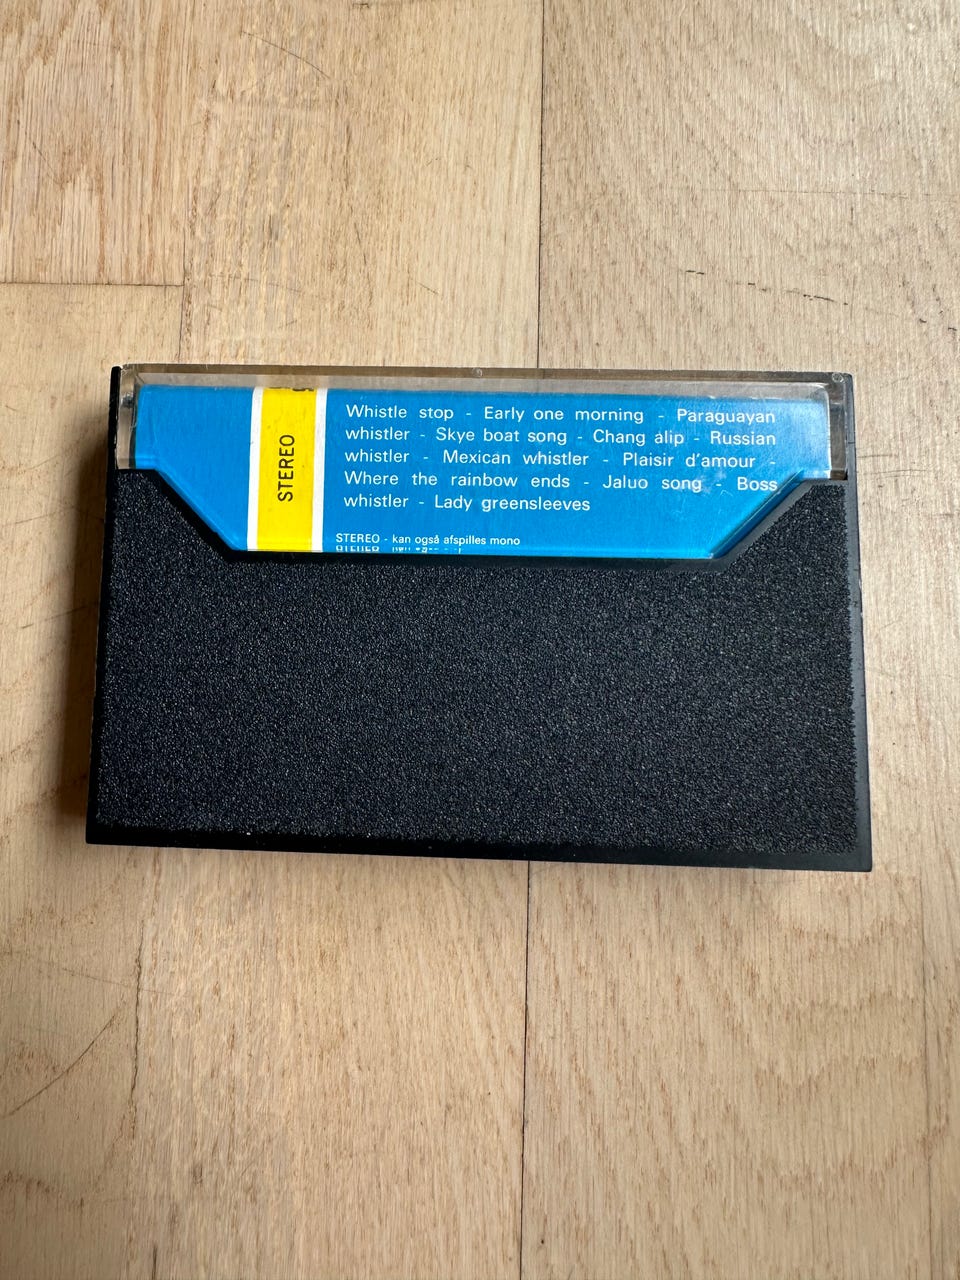 STEREO
Whistle stop - Early one morning - Paraguayan
whistler - Skye boat song - Chang alip - Russian
whistler - Mexican whistler - Plaisir d'amour -
Where the rainbow ends - Jaluo song - Boss
whistler - Lady greensleeves
STEREO - kan også afspilles mono